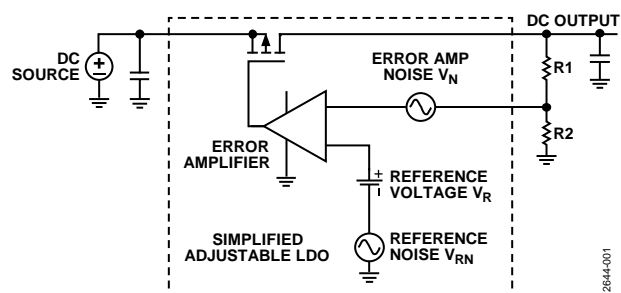 DC OUTPUT
DC
SOURCE
+
–
ERROR AMP
NOISE VN
R1
R2
ERROR
AMPLIFIER
+
REFERENCE
VOLTAGE VR
SIMPLIFIED
ADJUSTABLE LDO
REFERENCE
NOISE VRN
2644-001